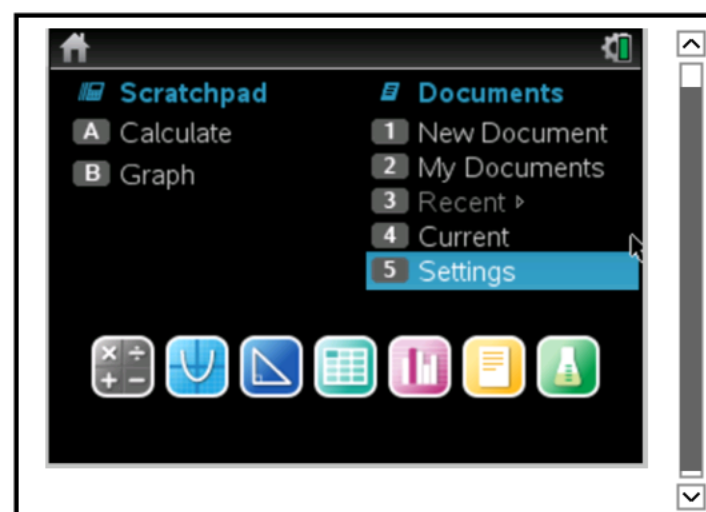 Scratchpad
A Calculate
B Graph
Documents
1 New Document
2 My Documents
3 Recent ▹
4 Current
5 Settings